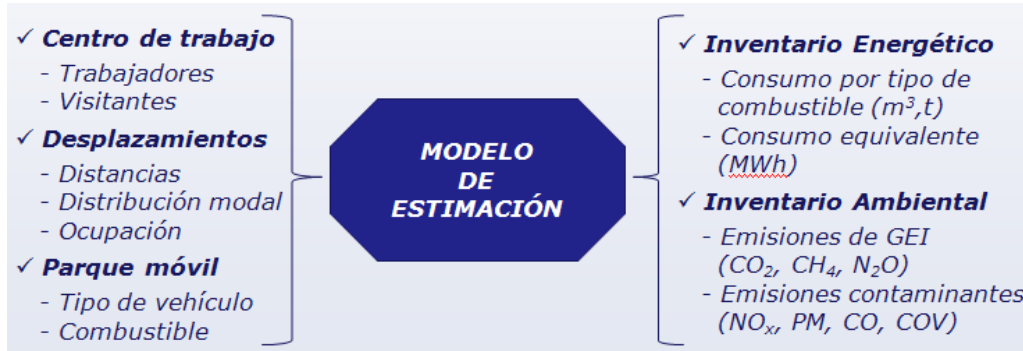 ✓ Centro de trabajo
- Trabajadores
- Visitantes
✓ Desplazamientos
- Distancias
- Distribución modal
- Ocupación
✓ Parque móvil
- Tipo de vehículo
- Combustible
MODELO
DE
ESTIMACIÓN
✓ Inventario Energético
- Consumo por tipo de
combustible (m³,t)
- Consumo equivalente
(MWh)
✓ Inventario Ambiental
- Emisiones de GEI
(CO₂, CH₄, N₂O)
- Emisiones contaminantes
(NOₓ, PM, CO, COV)